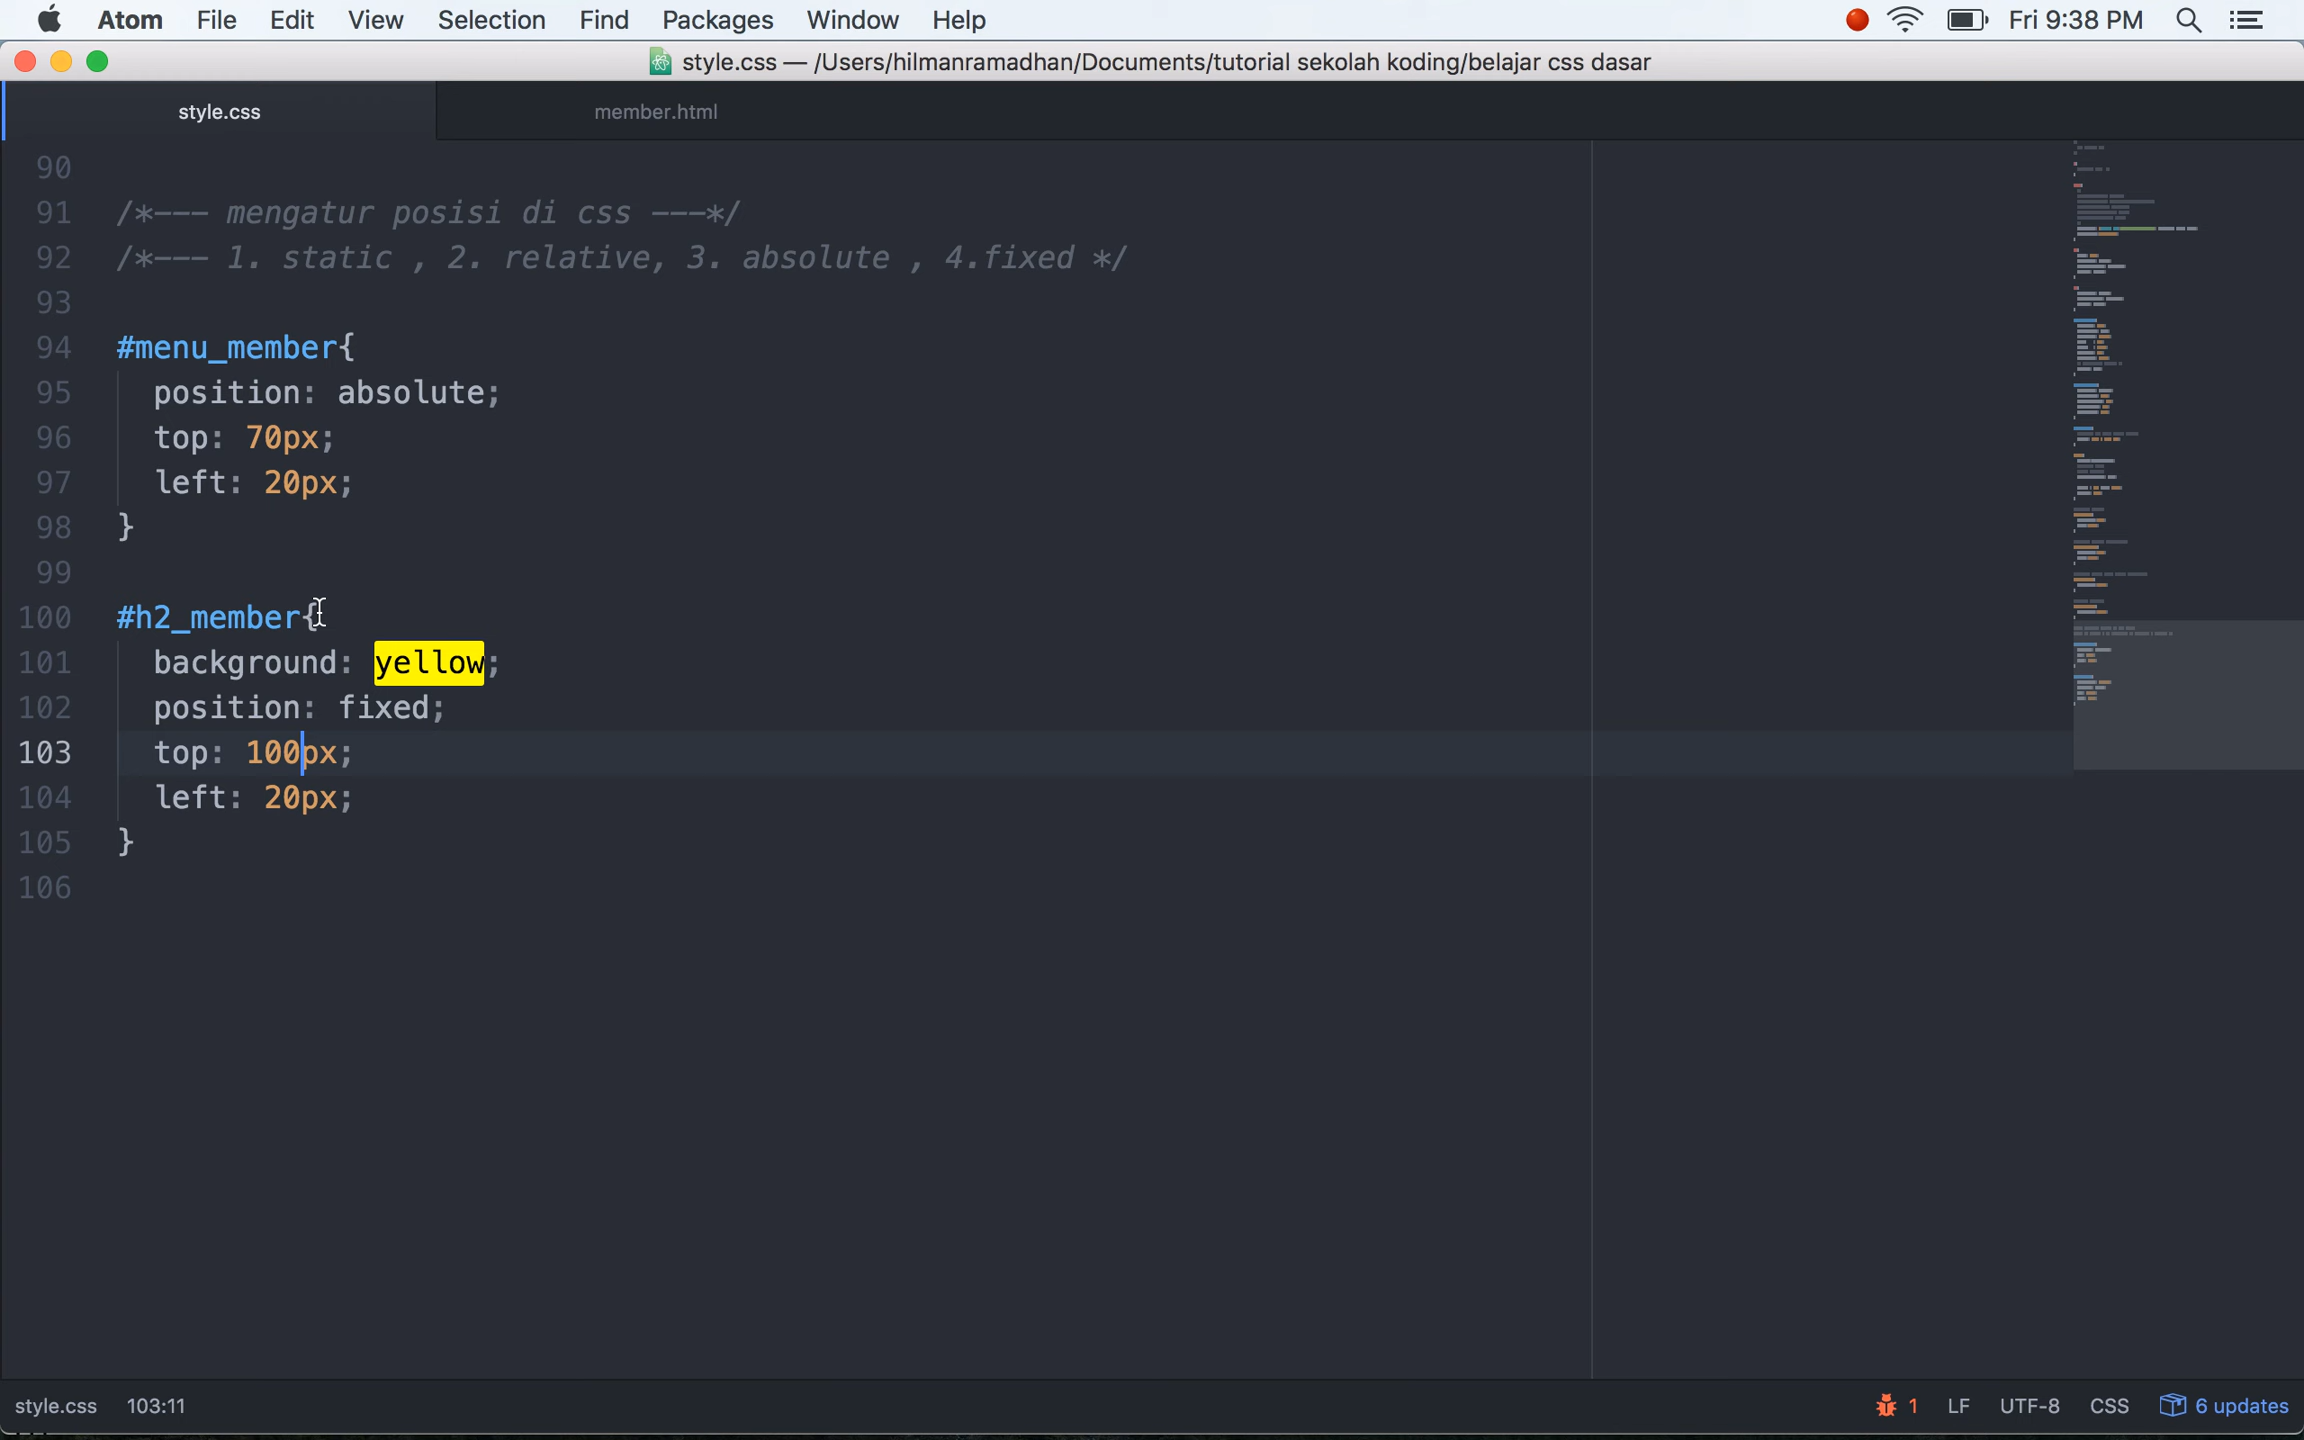 Atom File Edit View Selection Find Packages Window Help Fri 9:38 PM
style.css — /Users/hilmanramadhan/Documents/tutorial sekolah koding/belajar css dasar
style.css member.html
90
91 /*--- mengatur posisi di css ---*/
92 /*--- 1. static , 2. relative, 3. absolute , 4.fixed */
93
94 #menu_member{
95 position: absolute;
96 top: 70px;
97 left: 20px;
98 }
99
100 #h2_member{
101 background: yellow;
102 position: fixed;
103 top: 100px;
104 left: 20px;
105 }
106
style.css 103:11 1 LF UTF-8 CSS 6 updates